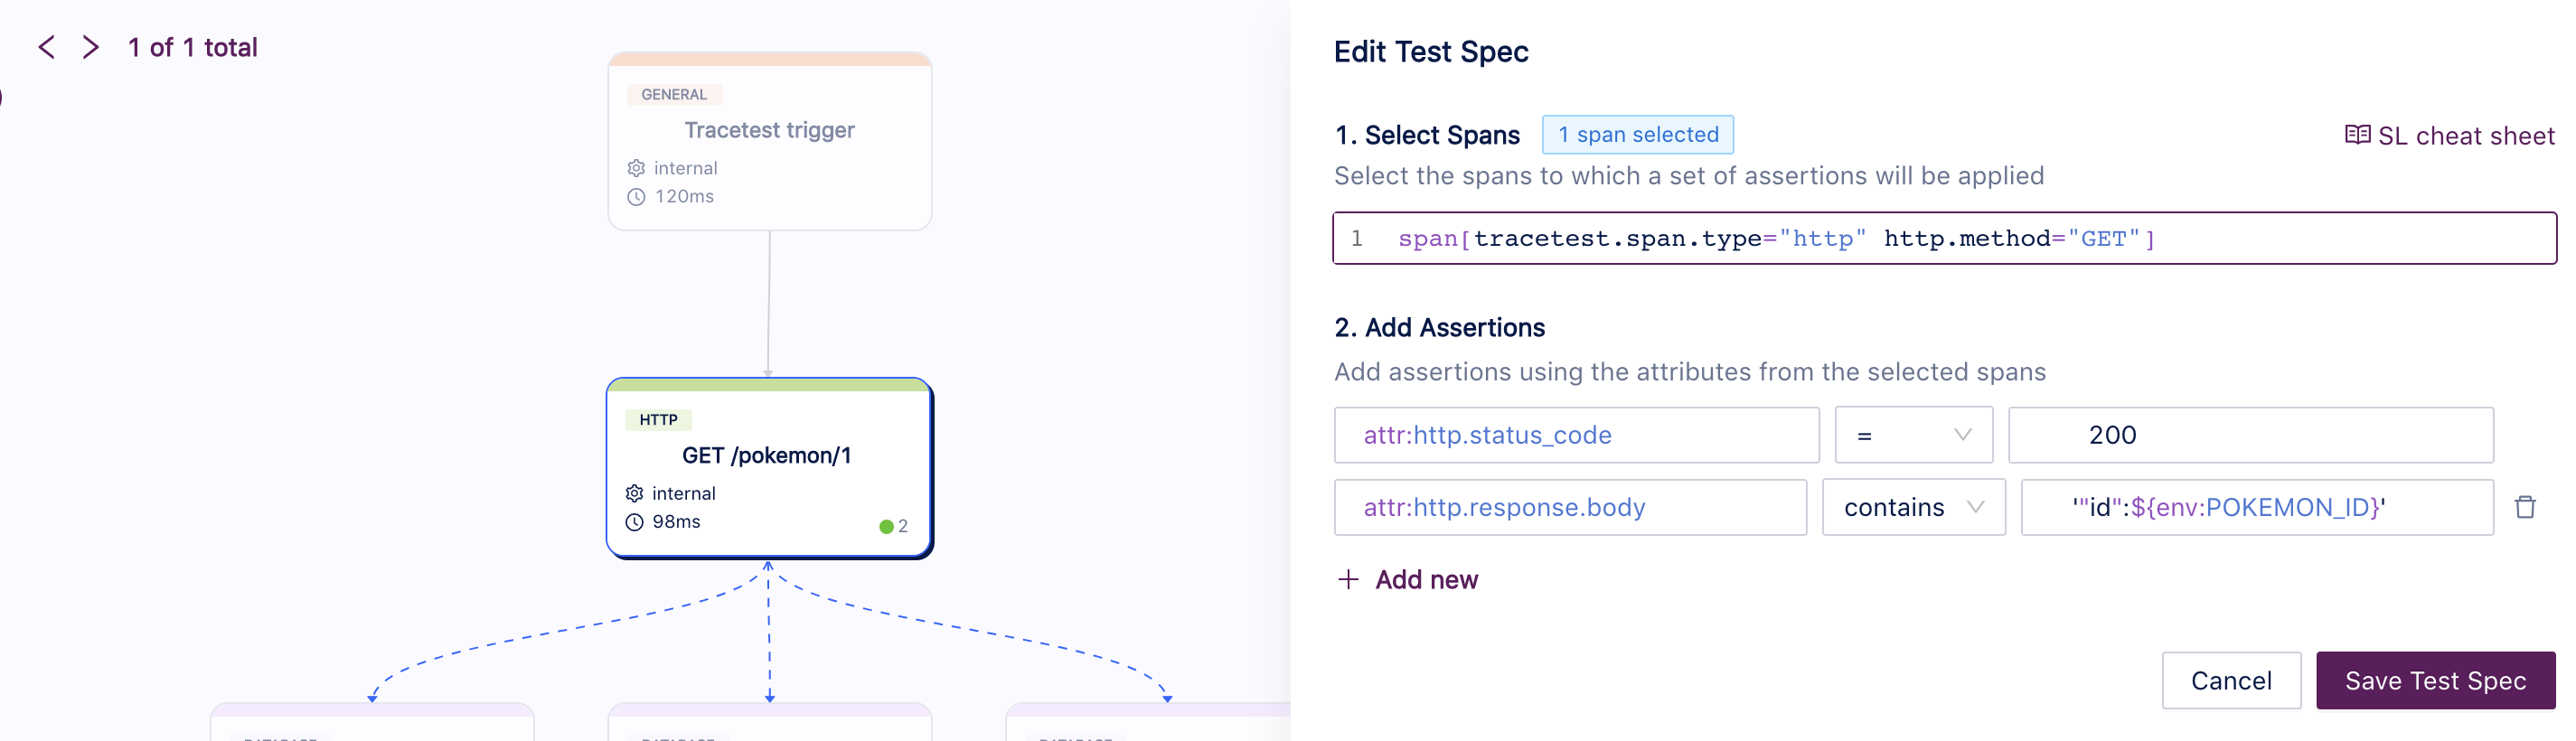 1 of 1 total
GENERAL
Tracetest trigger
internal
120ms
HTTP
GET /pokemon/1
internal
98ms
2
DATABASE
DATABASE
DATABASE
Edit Test Spec
1. Select Spans
1 span selected
SL cheat sheet
Select the spans to which a set of assertions will be applied
1 span[tracetest.span.type="http" http.method="GET"]
2. Add Assertions
Add assertions using the attributes from the selected spans
attr:http.status_code = 200
attr:http.response.body contains '"id":${env:POKEMON_ID}'
Add new
Cancel
Save Test Spec